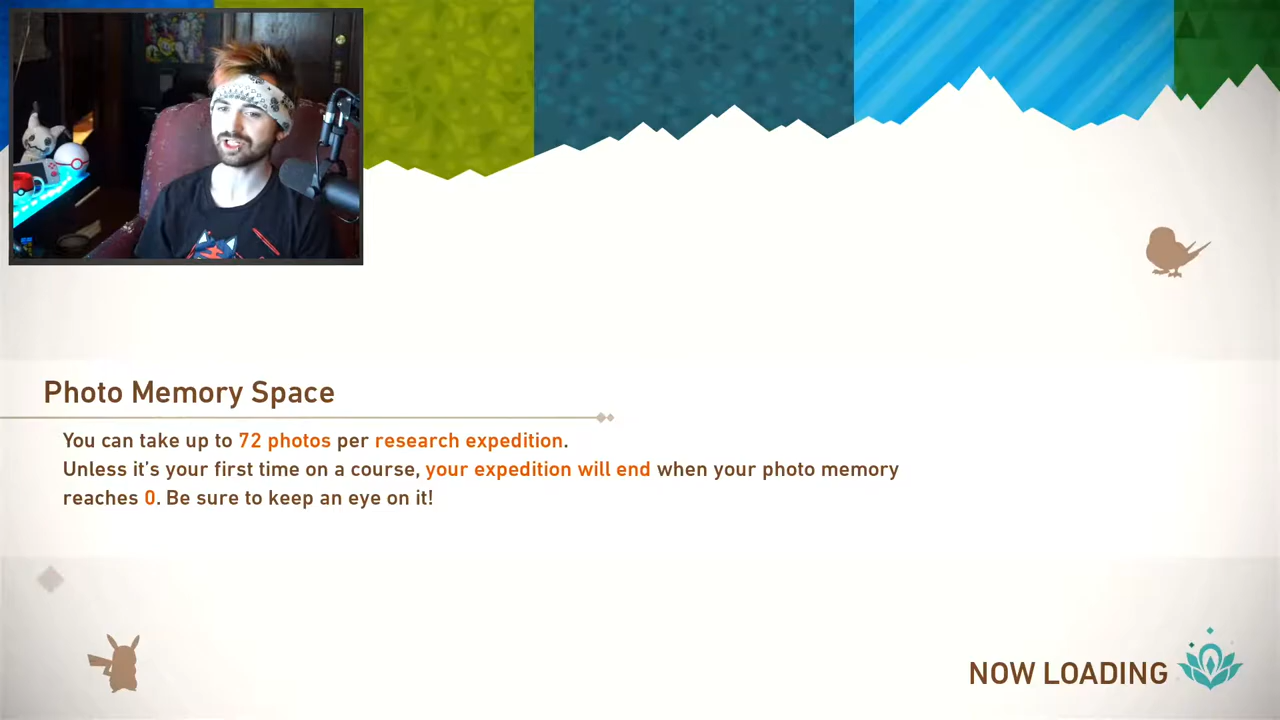 Photo Memory Space
You can take up to 72 photos per research expedition.
Unless it's your first time on a course, your expedition will end when your photo memory
reaches 0. Be sure to keep an eye on it!
NOW LOADING